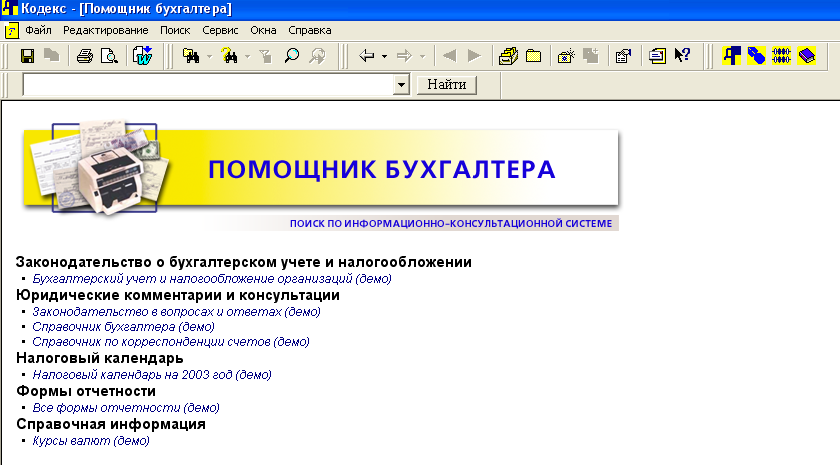 Кодекс - [Помощник бухгалтера]
Файл Редактирование Поиск Сервис Окна Справка
Найти
ПОМОЩНИК БУХГАЛТЕРА
ПОИСК ПО ИНФОРМАЦИОННО-КОНСУЛЬТАЦИОННОЙ СИСТЕМЕ
Законодательство о бухгалтерском учете и налогообложении
• Бухгалтерский учет и налогообложение организаций (демо)
Юридические комментарии и консультации
• Законодательство в вопросах и ответах (демо)
• Справочник бухгалтера (демо)
• Справочник по корреспонденции счетов (демо)
Налоговый календарь
• Налоговый календарь на 2003 год (демо)
Формы отчетности
• Все формы отчетности (демо)
Справочная информация
• Курсы валют (демо)